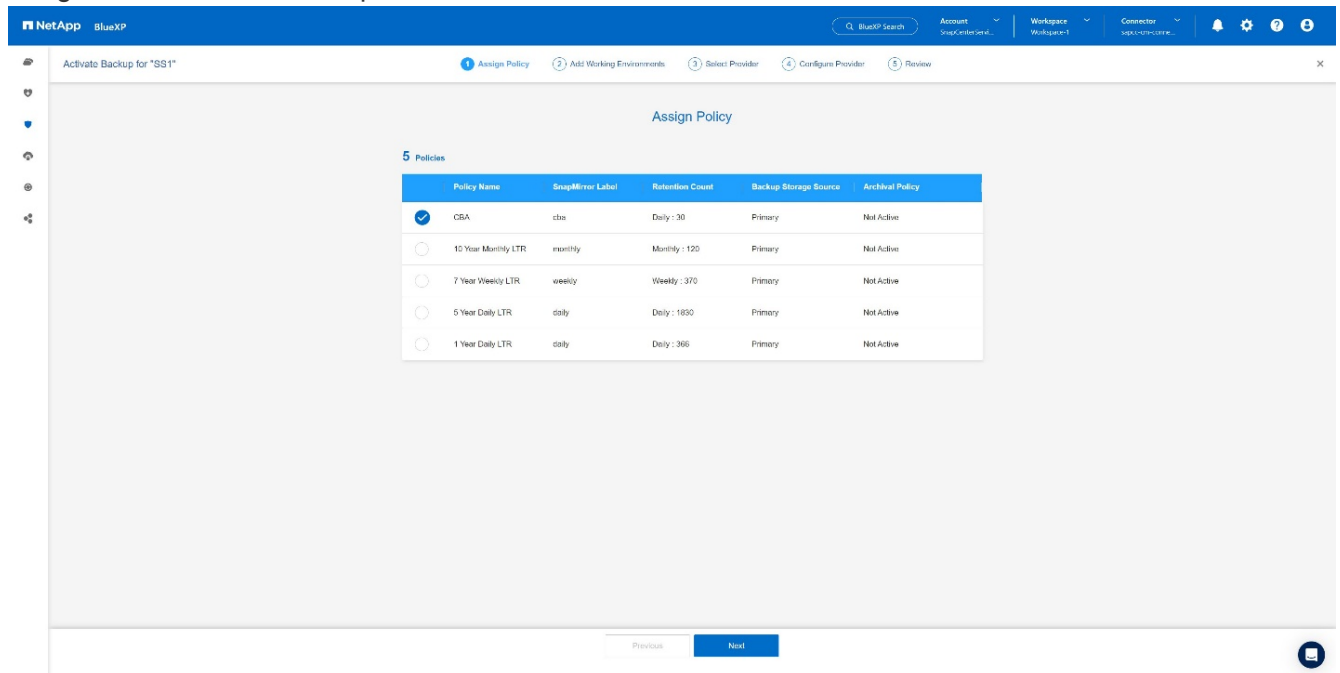 NetApp BlueXP
BlueXP Search
Account
SnapCenterServi...
Workspace
Workspace-1
Connector
sapcc-cm-conne...
Activate Backup for "SS1"
1 Assign Policy
2 Add Working Environments
3 Select Provider
4 Configure Provider
5 Review
Assign Policy
5 Policies
Policy Name SnapMirror Label Retention Count Backup Storage Source Archival Policy
CBA cba Daily : 30 Primary Not Active
10 Year Monthly LTR monthly Monthly : 120 Primary Not Active
7 Year Weekly LTR weekly Weekly : 370 Primary Not Active
5 Year Daily LTR daily Daily : 1830 Primary Not Active
1 Year Daily LTR daily Daily : 366 Primary Not Active
Previous Next